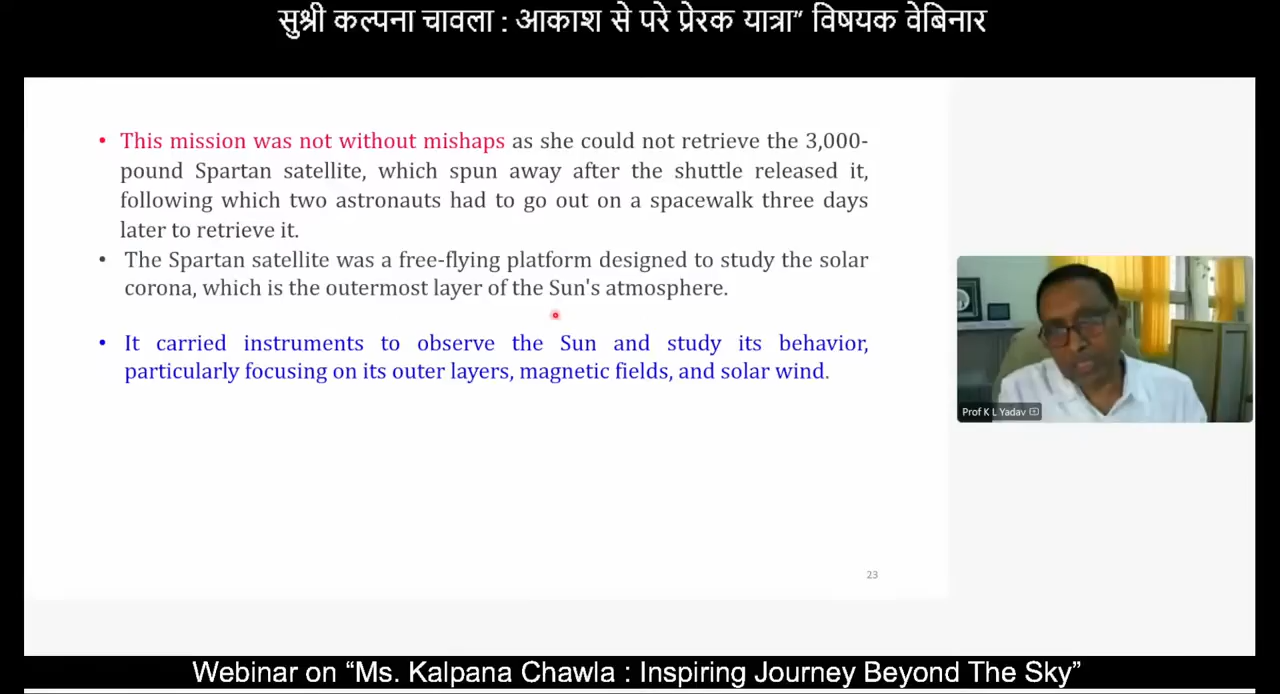 सुश्री कल्पना चावला : आकाश से परे प्रेरक यात्रा” विषयक वेबिनार
• This mission was not without mishaps as she could not retrieve the 3,000-
pound Spartan satellite, which spun away after the shuttle released it,
following which two astronauts had to go out on a spacewalk three days
later to retrieve it.
• The Spartan satellite was a free-flying platform designed to study the solar
corona, which is the outermost layer of the Sun's atmosphere.
• It carried instruments to observe the Sun and study its behavior,
particularly focusing on its outer layers, magnetic fields, and solar wind.
Prof K L Yadav
23
Webinar on “Ms. Kalpana Chawla : Inspiring Journey Beyond The Sky”